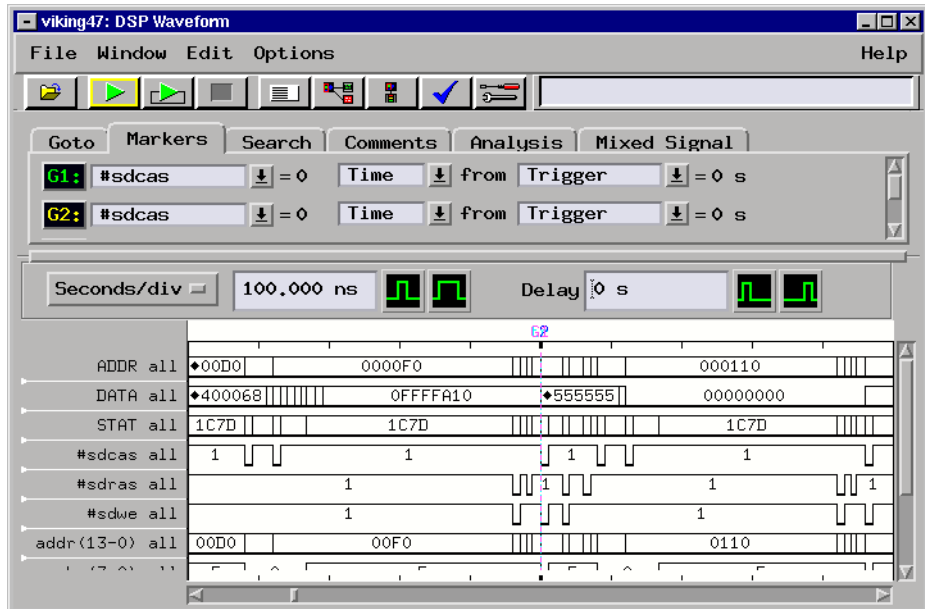 viking47: DSP Waveform
File Window Edit Options Help
Goto Markers Search Comments Analysis Mixed Signal
G1: #sdcas = 0 Time from Trigger = 0 s
G2: #sdcas = 0 Time from Trigger = 0 s
Seconds/div 100.000 ns Delay 0 s
G2
ADDR all 00D0 0000F0 000110
DATA all 400068 0FFFFA10 555555 00000000
STAT all 1C7D 1C7D 1C7D
#sdcas all 1 1 1 1
#sdras all 1 1 1 1
#sdwe all 1 1
addr(13-0) all 00D0 00F0 0110